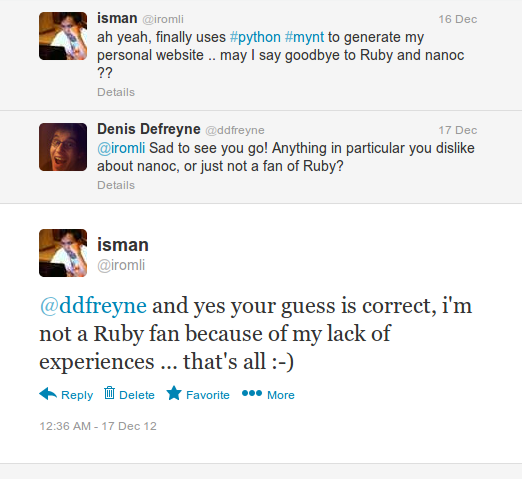 isman @iromli 16 Dec
ah yeah, finally uses #python #mynt to generate my
personal website .. may I say goodbye to Ruby and nanoc
??
Details
Denis Defreyne @ddfreyne 17 Dec
@iromli Sad to see you go! Anything in particular you dislike
about nanoc, or just not a fan of Ruby?
Details
isman
@iromli
@ddfreyne and yes your guess is correct, i'm
not a Ruby fan because of my lack of
experiences ... that's all :-)
Reply Delete Favorite More
12:36 AM - 17 Dec 12